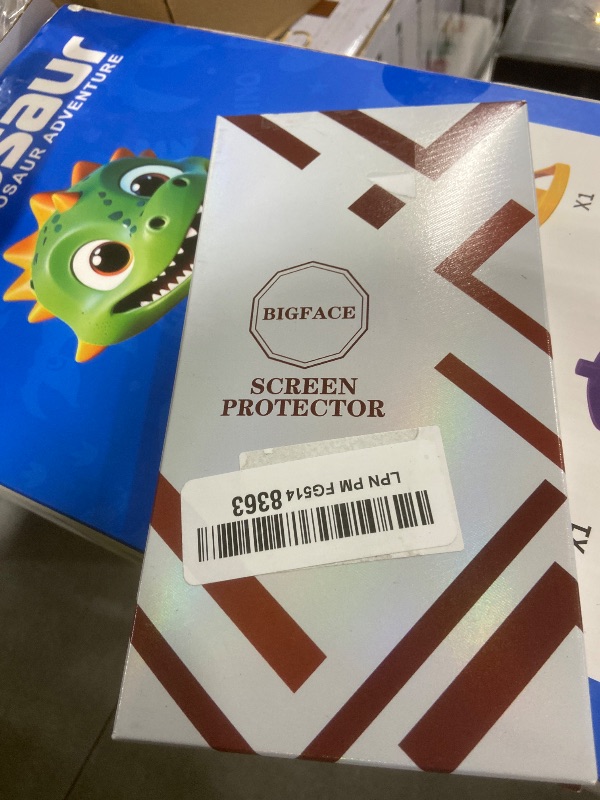 saur
OSAUR ADVENTURE
X1
BIGFACE
SCREEN
PROTECTOR
LPN PM FG514 8363